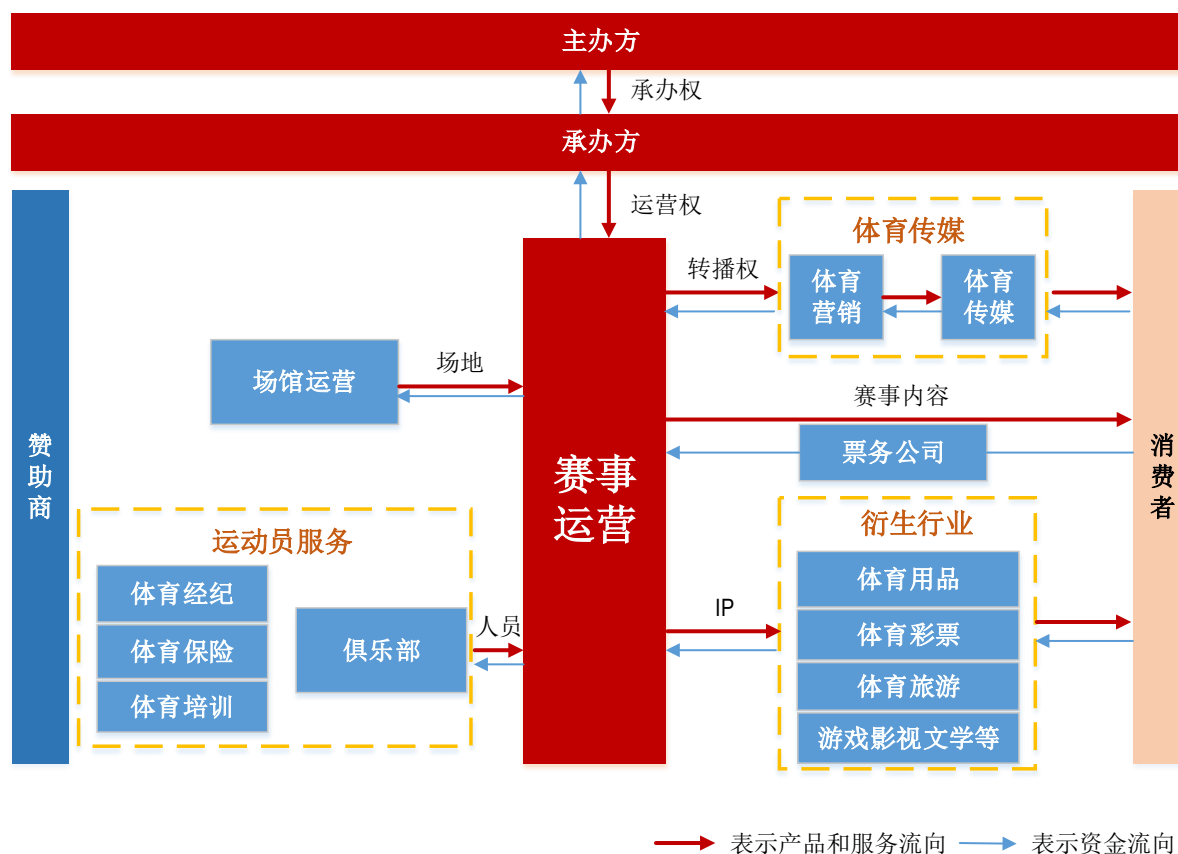 主办方
承办权
承办方
运营权
赞
助
商
场馆运营
场地
运动员服务
体育经纪
体育保险
体育培训
俱乐部
人员
赛事
运营
转播权
体育传媒
体育
营销
体育
传媒
赛事内容
票务公司
IP
衍生行业
体育用品
体育彩票
体育旅游
游戏影视文学等
消
费
者
表示产品和服务流向
表示资金流向